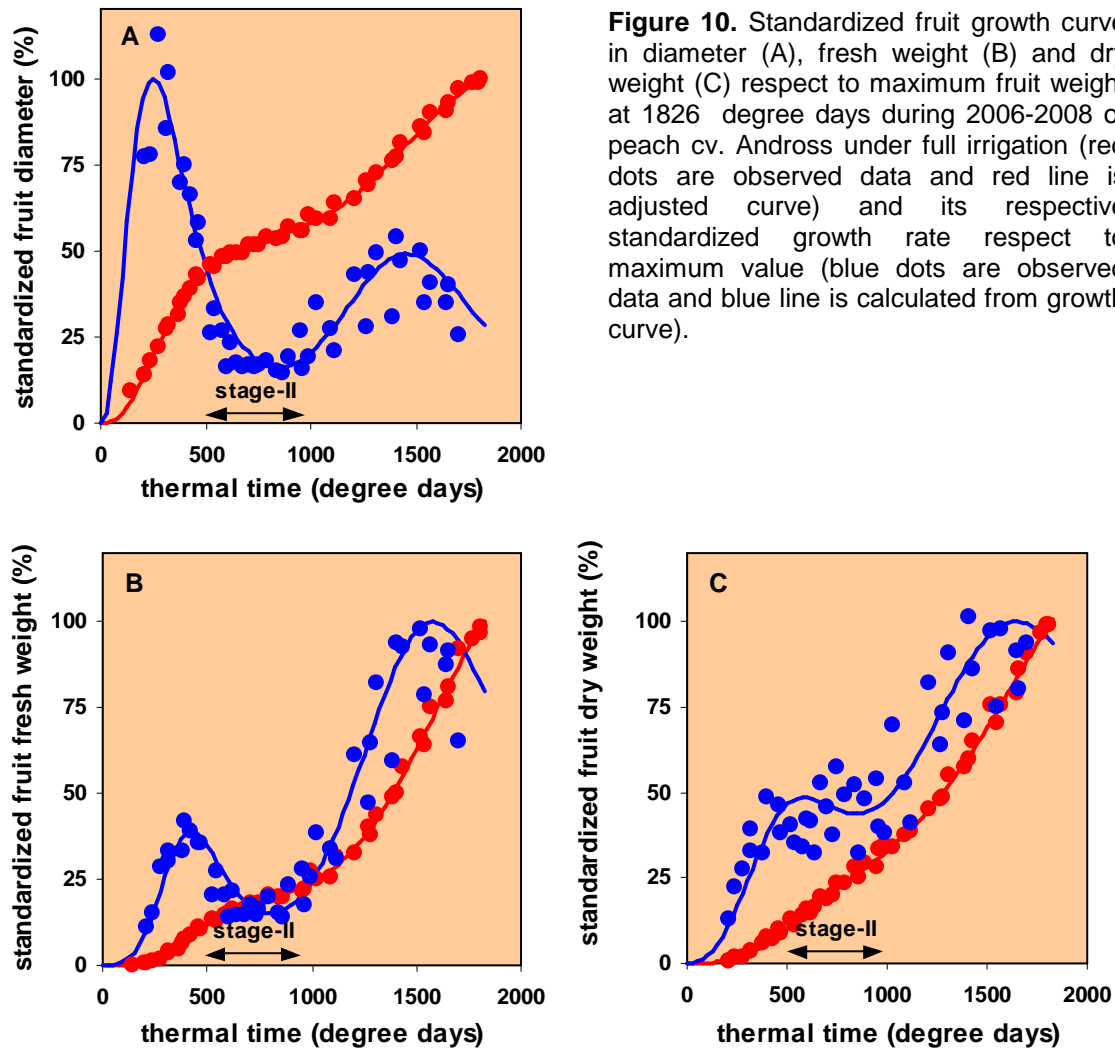 A
standardized fruit diameter (%)
100
75
50
25
0
stage-II
0 500 1000 1500 2000
thermal time (degree days)
Figure 10. Standardized fruit growth curve
in diameter (A), fresh weight (B) and dry
weight (C) respect to maximum fruit weight
at 1826 degree days during 2006-2008 of
peach cv. Andross under full irrigation (red
dots are observed data and red line is
adjusted curve) and its respective
standardized growth rate respect to
maximum value (blue dots are observed
data and blue line is calculated from growth
curve).
B
standardized fruit fresh weight (%)
100
75
50
25
0
stage-II
0 500 1000 1500 2000
thermal time (degree days)
C
standardized fruit dry weight (%)
100
75
50
25
0
stage-II
0 500 1000 1500 2000
thermal time (degree days)